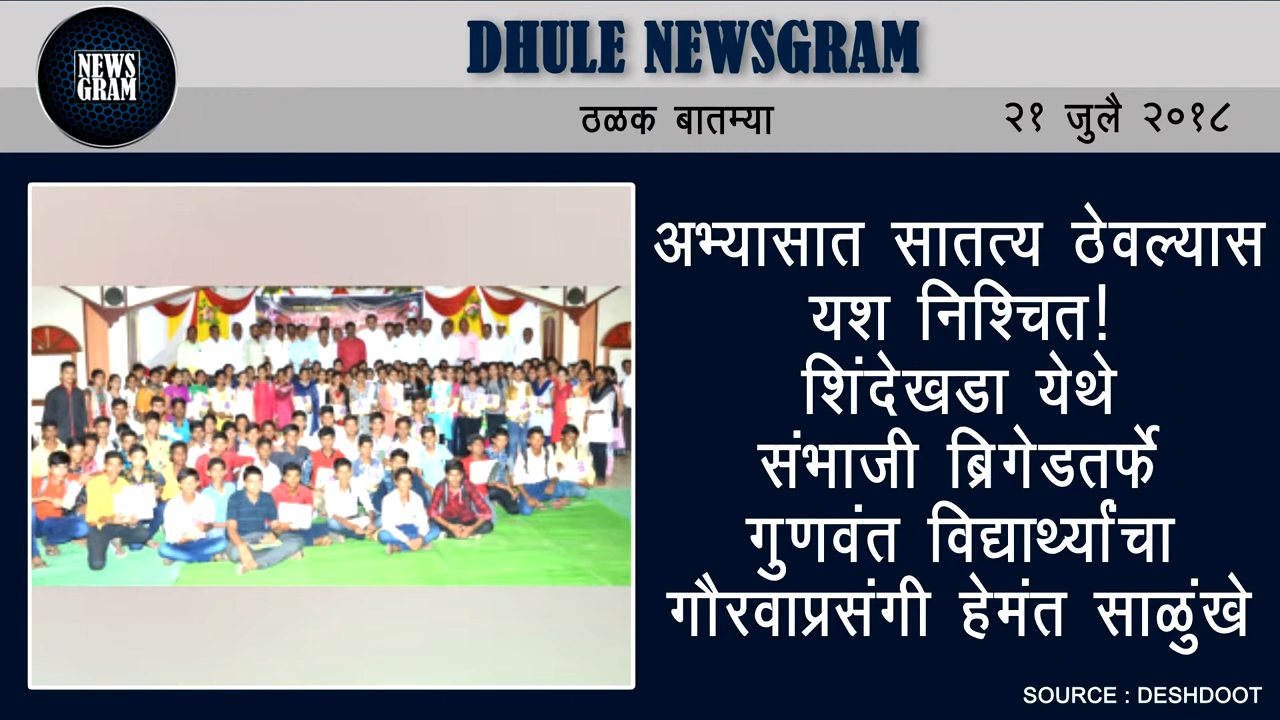 NEWS
GRAM
DHULE NEWSGRAM
ठळक बातम्या
२१ जुलै २०१८
अभ्यासात सातत्य ठेवल्यास
यश निश्चित!
शिंदेखडा येथे
संभाजी ब्रिगेडतर्फे
गुणवंत विद्यार्थ्यांचा
गौरवाप्रसंगी हेमंत साळुंखे
SOURCE : DESHDOOT